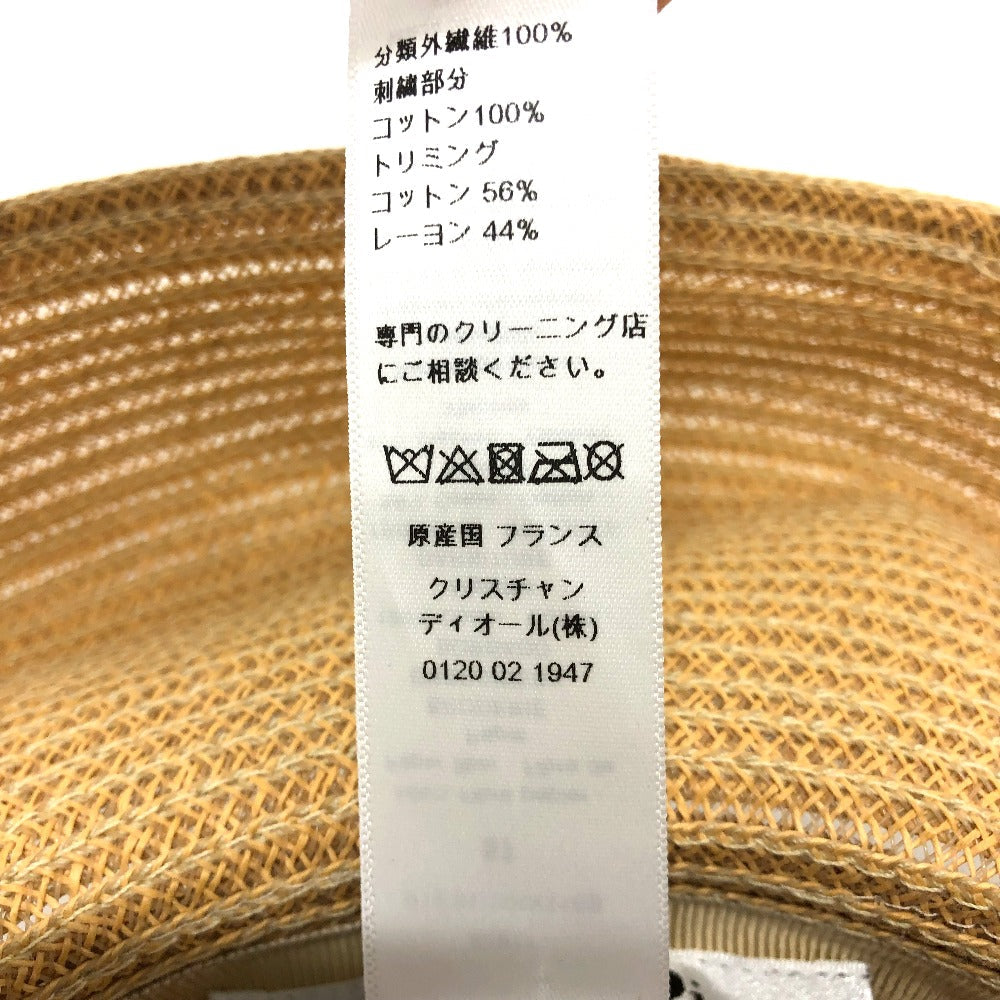 分類外繊維100%
刺繍部分
コットン100%
トリミング
コットン 56%
レーヨン 44%
専門のクリーニング店
にご相談ください。
原産国 フランス
クリスチャン
ディオール(株)
0120 02 1947